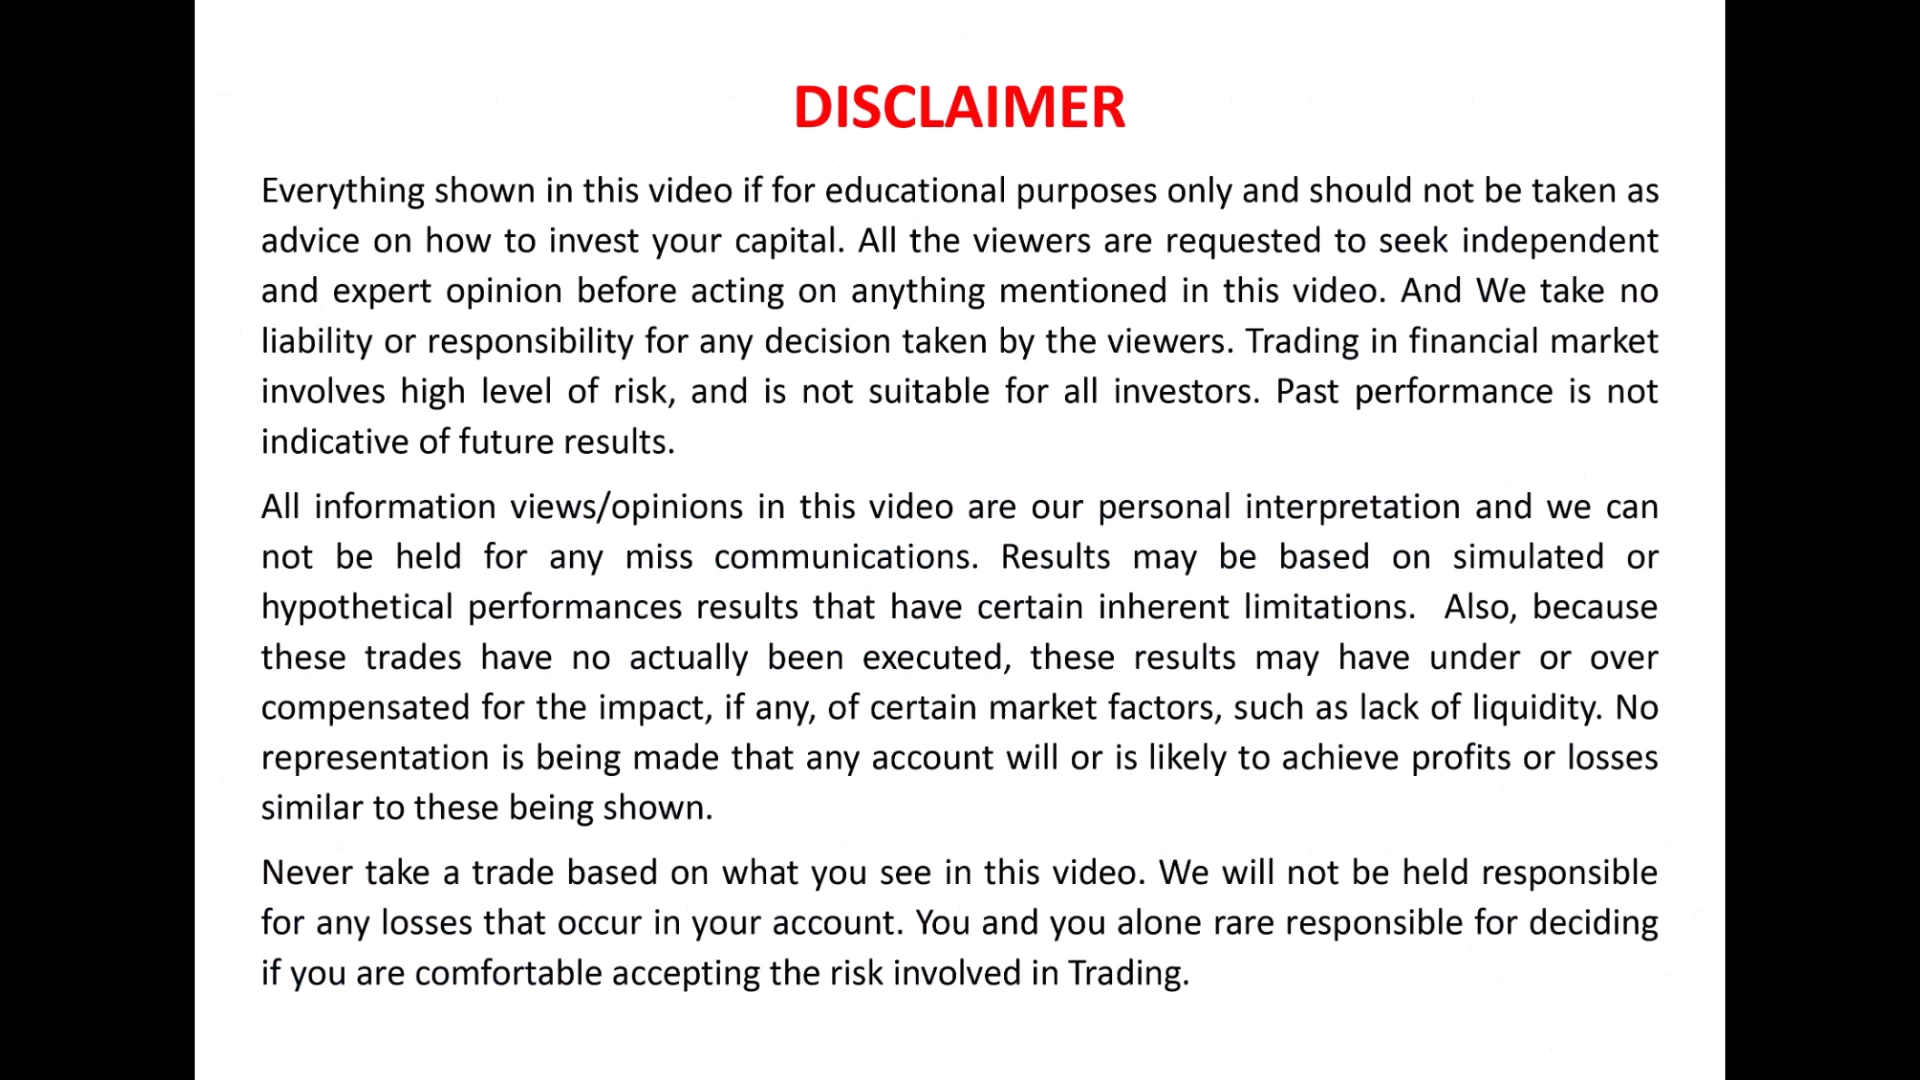 DISCLAIMER
Everything shown in this video if for educational purposes only and should not be taken as
advice on how to invest your capital. All the viewers are requested to seek independent
and expert opinion before acting on anything mentioned in this video. And We take no
liability or responsibility for any decision taken by the viewers. Trading in financial market
involves high level of risk, and is not suitable for all investors. Past performance is not
indicative of future results.
All information views/opinions in this video are our personal interpretation and we can
not be held for any miss communications. Results may be based on simulated or
hypothetical performances results that have certain inherent limitations. Also, because
these trades have no actually been executed, these results may have under or over
compensated for the impact, if any, of certain market factors, such as lack of liquidity. No
representation is being made that any account will or is likely to achieve profits or losses
similar to these being shown.
Never take a trade based on what you see in this video. We will not be held responsible
for any losses that occur in your account. You and you alone rare responsible for deciding
if you are comfortable accepting the risk involved in Trading.